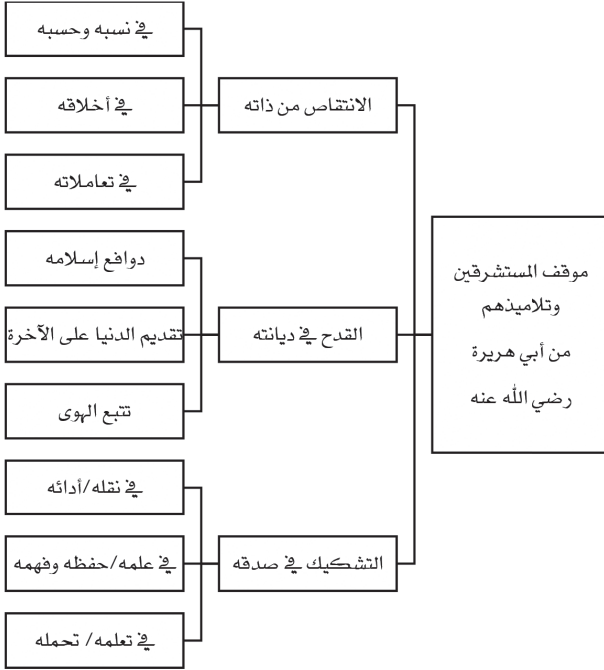 موقف المستشرقين
وتلاميذهم
من أبي هريرة
رضي الله عنه
الانتقاص من ذاته
في نسبه وحسبه
في أخلاقه
في تعاملاته
القدح في ديانته
دوافع إسلامه
تقديم الدنيا على الآخرة
تتبع الهوى
التشكيك في صدقه
في نقله/أدائه
في علمه/حفظه وفهمه
في تعلمه/ تحمله